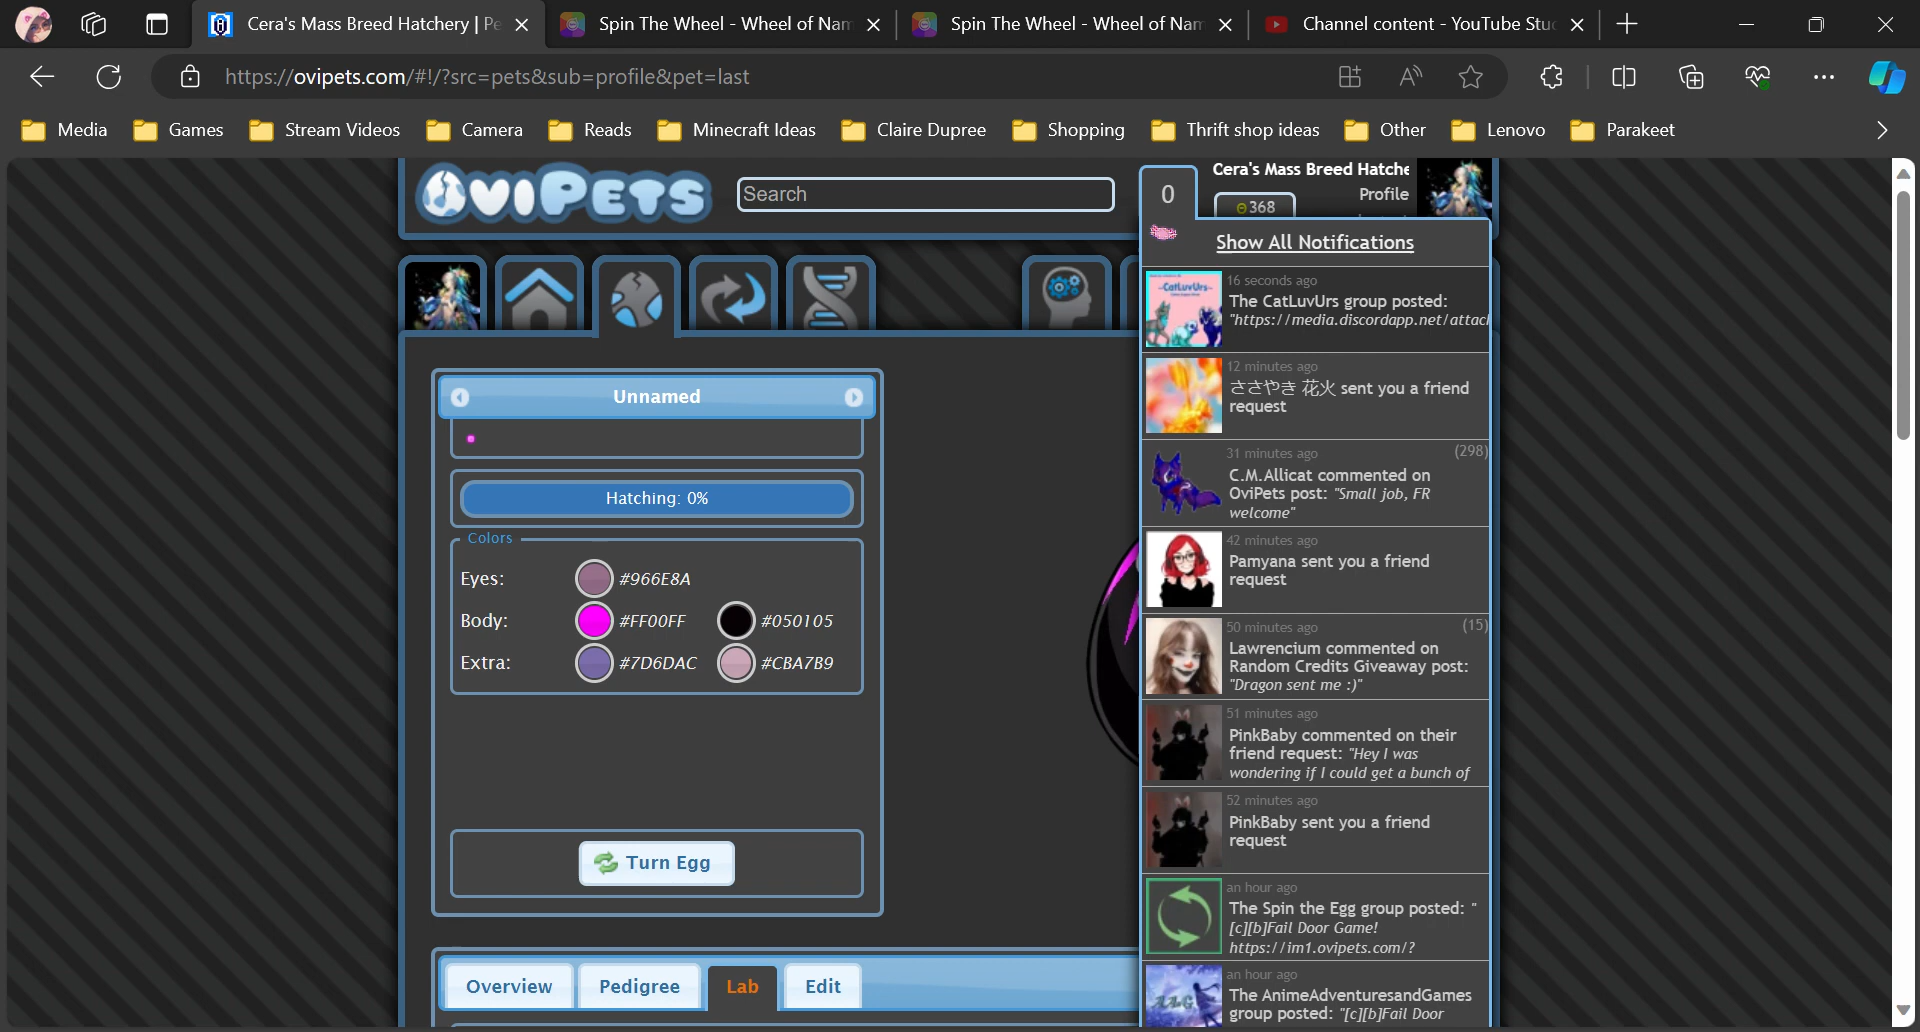 Cera's Mass Breed Hatchery | Pe
Spin The Wheel - Wheel of Nam
Spin The Wheel - Wheel of Nam
Channel content - YouTube Stud
https://ovipets.com/#!/?src=pets&sub=profile&pet=last
Media
Games
Stream Videos
Camera
Reads
Minecraft Ideas
Claire Dupree
Shopping
Thrift shop ideas
Other
Lenovo
Parakeet
OviPets
Search
0
Cera's Mass Breed Hatche
Profile
368
Show All Notifications
16 seconds ago
The CatLuvUrs group posted:
"https://media.discordapp.net/attach
~CatLuvUrs~
12 minutes ago
ささやき 花火 sent you a friend
request
31 minutes ago
(298)
C.M.Allicat commented on
OviPets post: "Small job, FR
welcome"
42 minutes ago
Pamyana sent you a friend
request
50 minutes ago
(15)
Lawrencium commented on
Random Credits Giveaway post:
"Dragon sent me :)"
51 minutes ago
PinkBaby commented on their
friend request: "Hey I was
wondering if I could get a bunch of
52 minutes ago
PinkBaby sent you a friend
request
an hour ago
The Spin the Egg group posted: "
[c][b]Fail Door Game!
https://im1.ovipets.com/?
an hour ago
The AnimeAdventuresandGames
group posted: "[c][b]Fail Door
AAaG
Unnamed
Hatching: 0%
Colors
Eyes:
#966E8A
Body:
#FF00FF
#050105
Extra:
#7D6DAC
#CBA7B9
Turn Egg
Overview
Pedigree
Lab
Edit